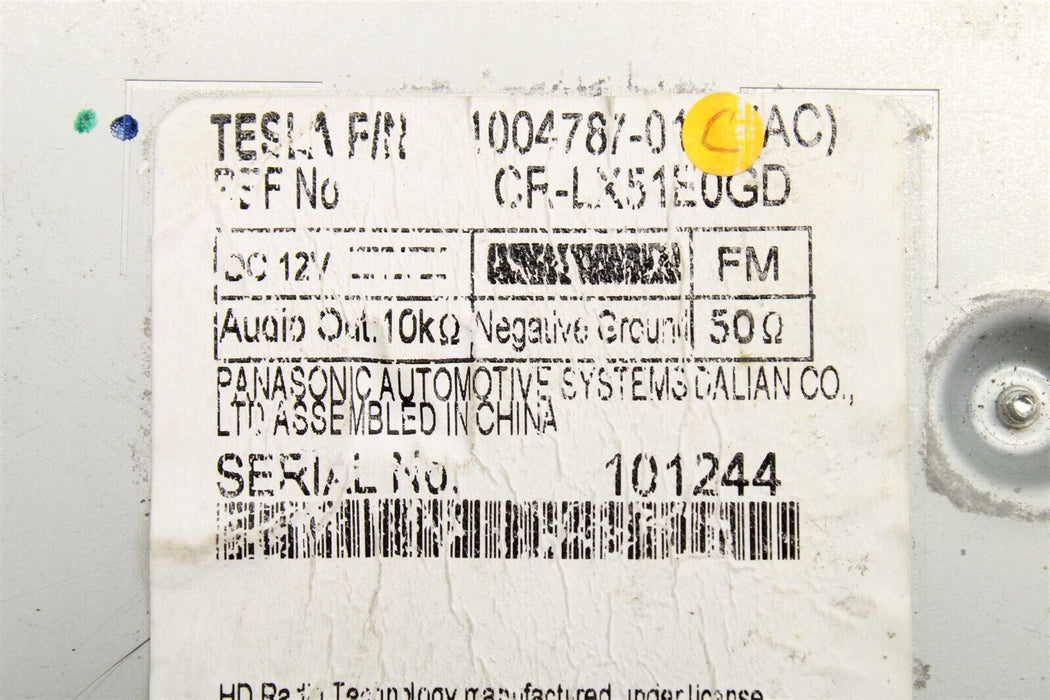 TESLA P/N 1004787-01 C (AC)
REF No CR-LX51E0GD
DC 12V FM
Audio Out. 10kΩ Negative Ground 50Ω
PANASONIC AUTOMOTIVE SYSTEMS DALIAN CO.,
LTD ASSEMBLED IN CHINA
SERIAL No. 101244
HD Radio Technology manufactured under license